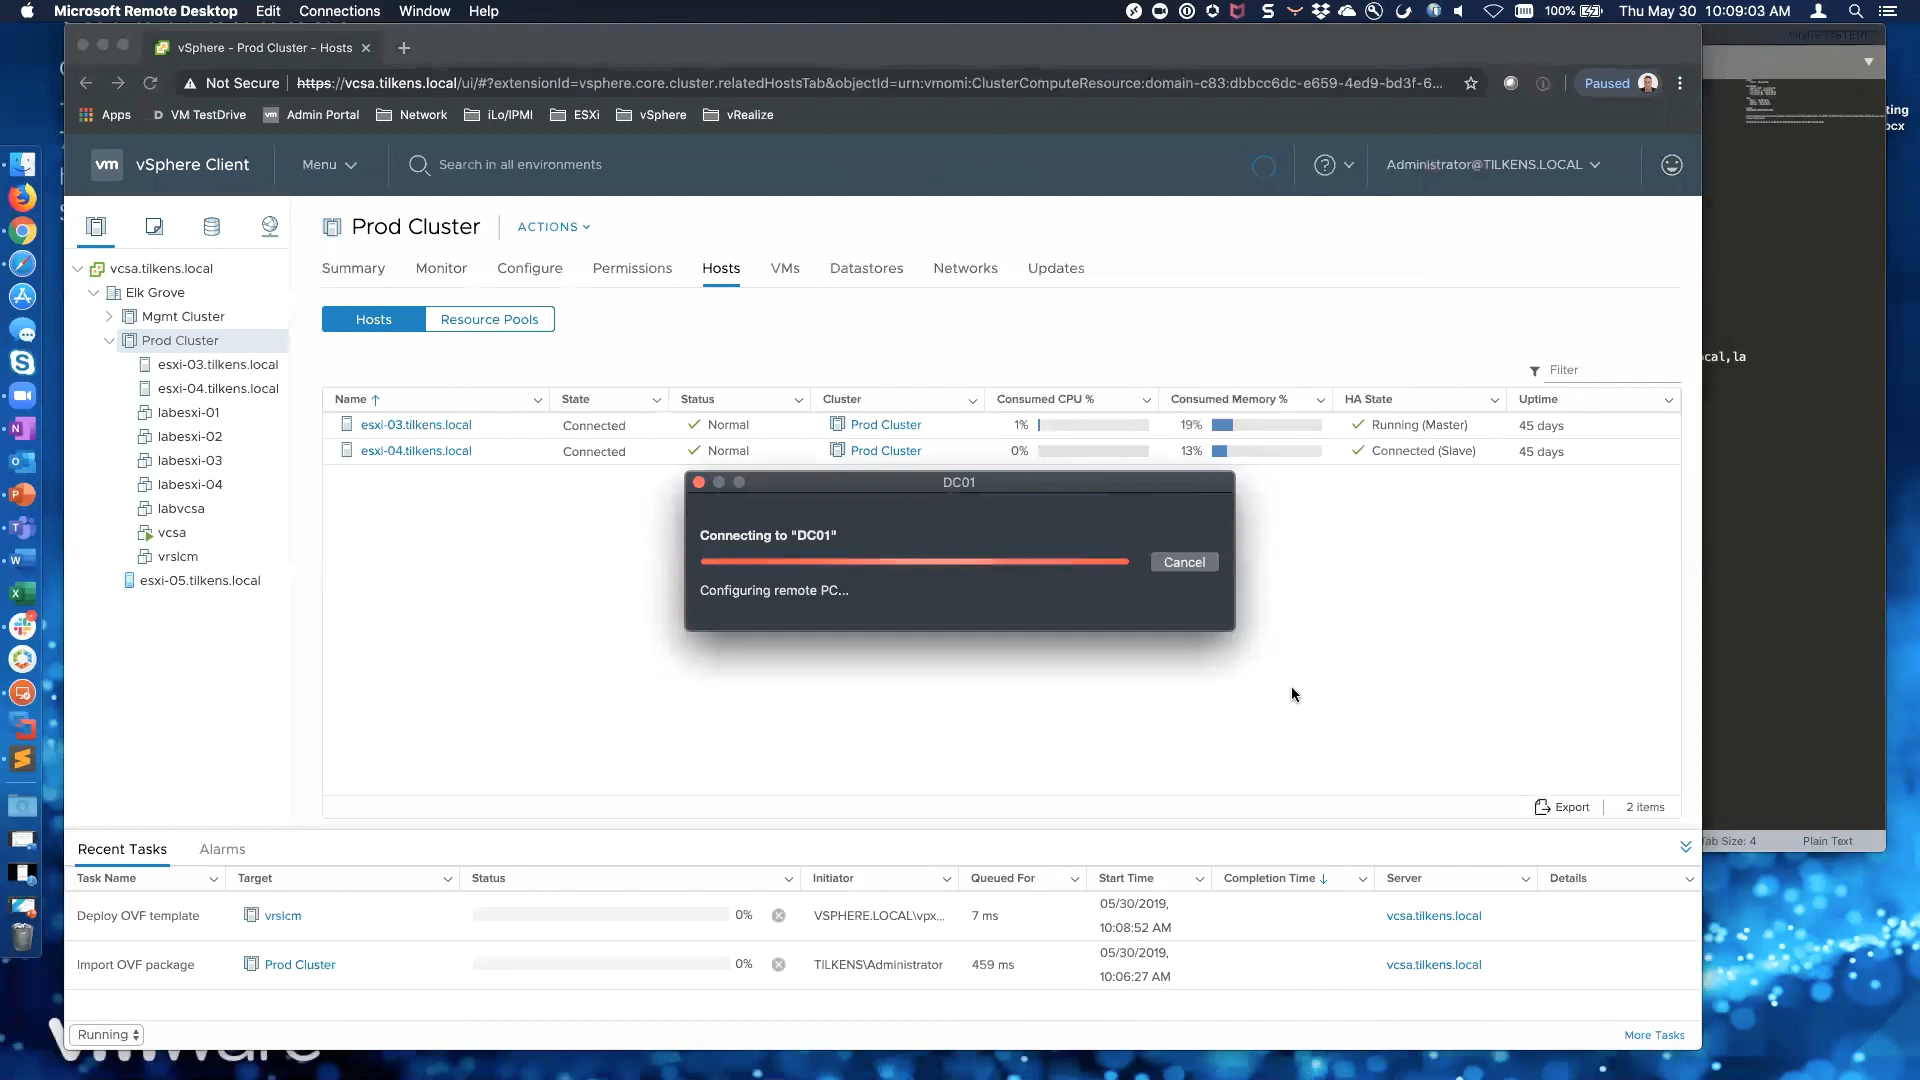 Microsoft Remote Desktop Edit Connections Window Help
100% Thu May 30 10:09:03 AM
vSphere - Prod Cluster - Hosts
Not Secure https://vcsa.tilkens.local/ui/#?extensionId=vsphere.core.cluster.relatedHostsTab&objectId=urn:vmomi:ClusterComputeResource:domain-c83:dbbcc6dc-e659-4ed9-bd3f-6...
Paused
Apps VM TestDrive Admin Portal Network iLo/IPMI ESXi vSphere vRealize
vm vSphere Client Menu Search in all environments Administrator@TILKENS.LOCAL
Prod Cluster ACTIONS
Summary Monitor Configure Permissions Hosts VMs Datastores Networks Updates
Hosts Resource Pools
vcsa.tilkens.local
Elk Grove
Mgmt Cluster
Prod Cluster
esxi-03.tilkens.local
esxi-04.tilkens.local
labesxi-01
labesxi-02
labesxi-03
labesxi-04
labvcsa
vcsa
vrslcm
esxi-05.tilkens.local
Filter
Name State Status Cluster Consumed CPU % Consumed Memory % HA State Uptime
esxi-03.tilkens.local Connected Normal Prod Cluster 1% 19% Running (Master) 45 days
esxi-04.tilkens.local Connected Normal Prod Cluster 0% 13% Connected (Slave) 45 days
DC01
Connecting to "DC01"
Cancel
Configuring remote PC...
Export 2 items
Recent Tasks Alarms
Task Name Target Status Initiator Queued For Start Time Completion Time Server Details
Deploy OVF template vrslcm 0% VSPHERE.LOCAL\vpx... 7 ms 05/30/2019, 10:08:52 AM vcsa.tilkens.local
Import OVF package Prod Cluster 0% TILKENS\Administrator 459 ms 05/30/2019, 10:06:27 AM vcsa.tilkens.local
Running
More Tasks
ocal,la
Tab Size: 4 Plain Text
ting
ocx
vmware